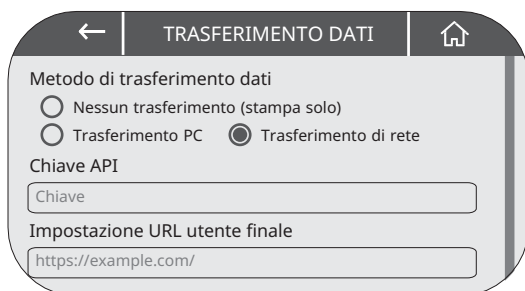 TRASFERIMENTO DATI
Metodo di trasferimento dati
Nessun trasferimento (stampa solo)
Trasferimento PC Trasferimento di rete
Chiave API
Chiave
Impostazione URL utente finale
https://example.com/